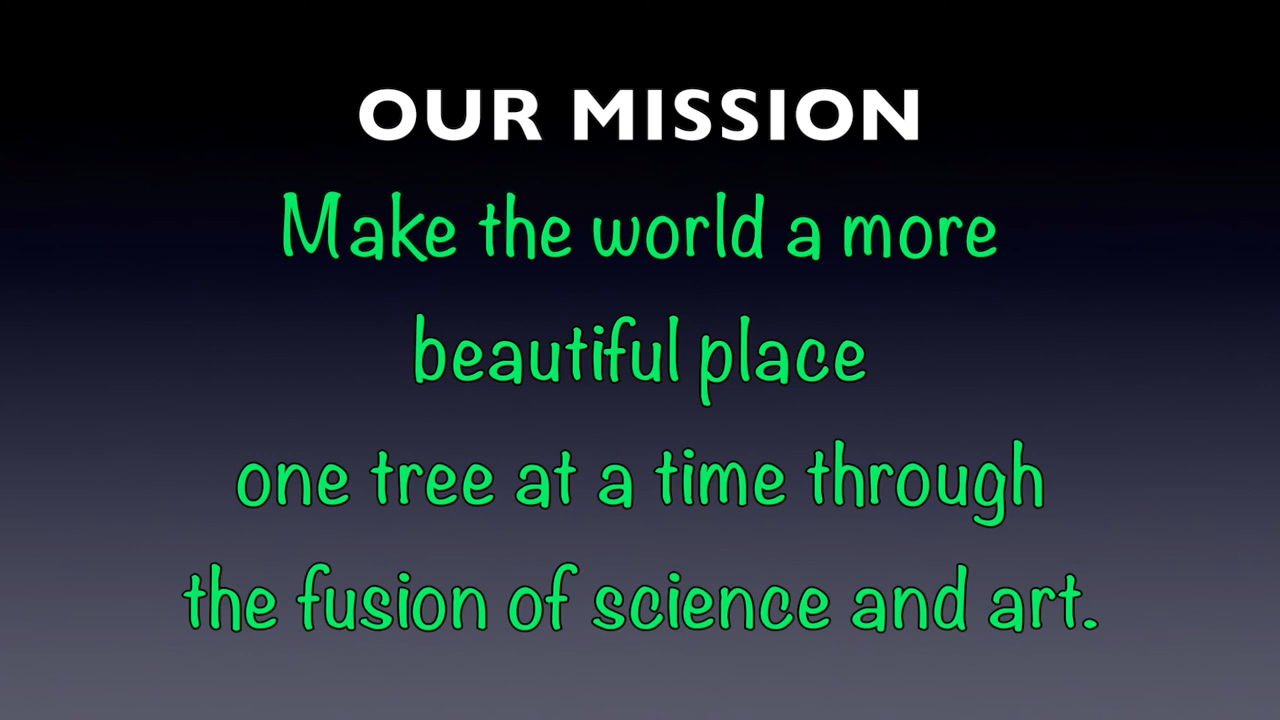 OUR MISSION
Make the world a more
beautiful place
one tree at a time through
the fusion of science and art.